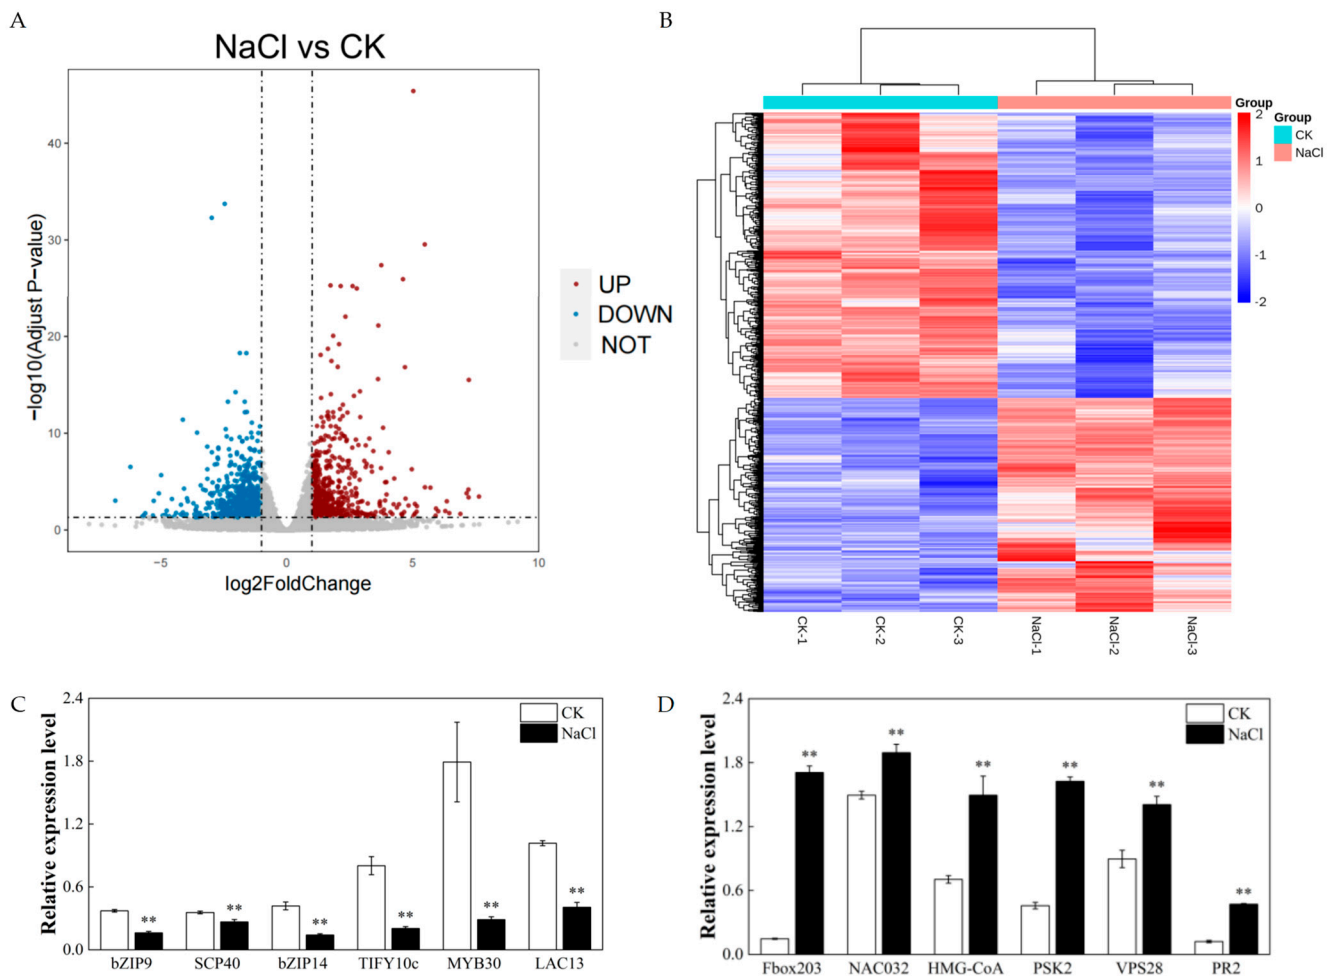 A
NaCl vs CK
−log10(Adjust P−value)
40
30
20
10
0
−5
0
5
10
log2FoldChange
UP
DOWN
NOT
B
Group
2
1
0
-1
-2
Group
CK
NaCl
CK-1
CK-2
CK-3
NaCl-1
NaCl-2
NaCl-3
C
Relative expression level
2.4
1.8
1.2
0.6
0.0
CK
NaCl
**
**
**
**
**
**
bZIP9
SCP40
bZIP14
TIFY10c
MYB30
LAC13
D
Relative expression level
2.4
1.8
1.2
0.6
0.0
CK
NaCl
**
**
**
**
**
**
Fbox203
NAC032
HMG-CoA
PSK2
VPS28
PR2